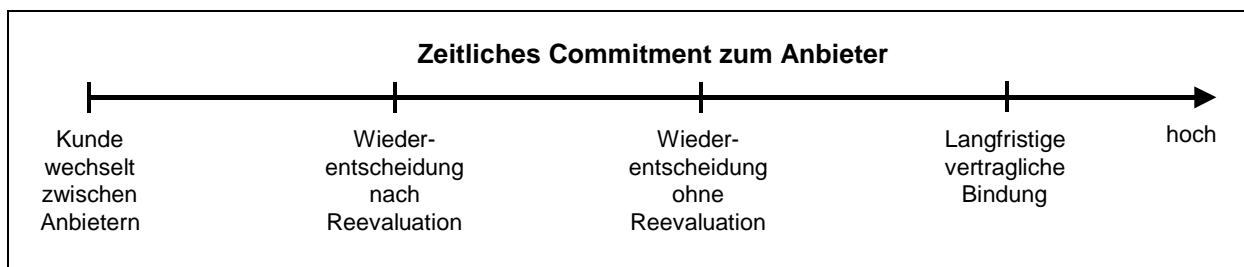 Zeitliches Commitment zum Anbieter
Kunde
wechselt
zwischen
Anbietern
Wieder-
entscheidung
nach
Reevaluation
Wieder-
entscheidung
ohne
Reevaluation
Langfristige
vertragliche
Bindung
hoch